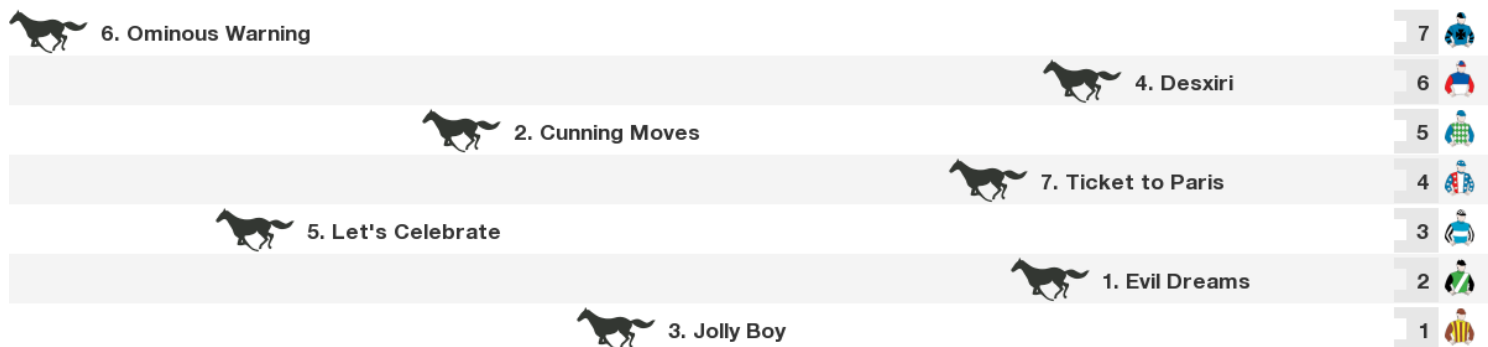 6. Ominous Warning 7
4. Desxiri 6
2. Cunning Moves 5
7. Ticket to Paris 4
5. Let's Celebrate 3
1. Evil Dreams 2
3. Jolly Boy 1